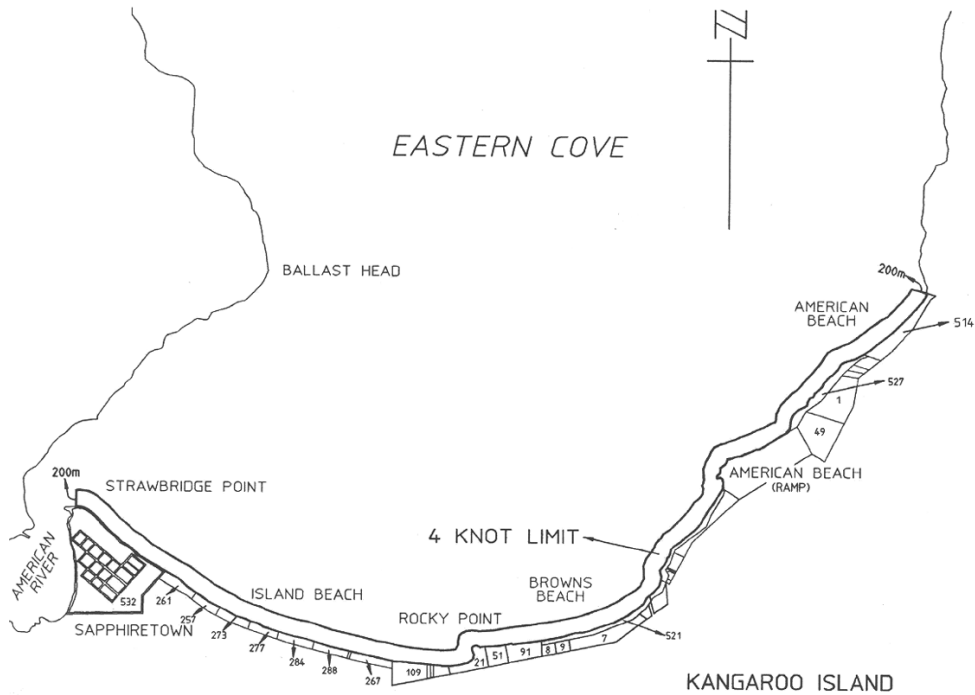 N
EASTERN COVE
BALLAST HEAD
200m
AMERICAN
BEACH
514
527
1
49
200m
STRAWBRIDGE POINT
AMERICAN BEACH
(RAMP)
4 KNOT LIMIT
AMERICAN
RIVER
BROWNS
BEACH
ISLAND BEACH
532
261
ROCKY POINT
257
SAPPHIRETOWN
273
277
284
288
267
109
21
51
91
8
9
7
521
KANGAROO ISLAND